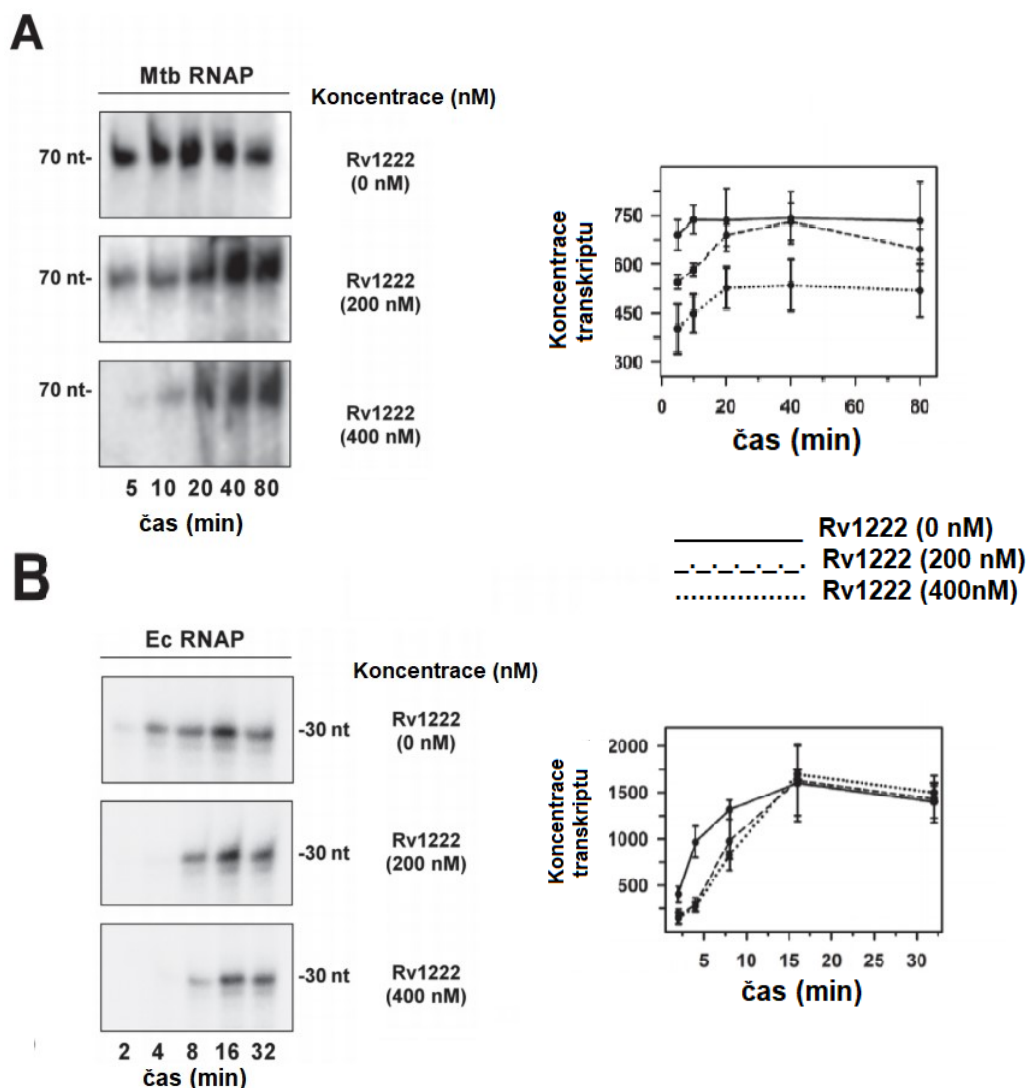 A
Mtb RNAP
Koncentrace (nM)
70 nt-
Rv1222
(0 nM)
70 nt-
Rv1222
(200 nM)
70 nt-
Rv1222
(400 nM)
5 10 20 40 80
čas (min)
Koncentrace
transkriptu
750
600
450
300
0 20 40 60 80
čas (min)
Rv1222 (0 nM)
Rv1222 (200 nM)
Rv1222 (400nM)
B
Ec RNAP
Koncentrace (nM)
-30 nt
Rv1222
(0 nM)
-30 nt
Rv1222
(200 nM)
-30 nt
Rv1222
(400 nM)
2 4 8 16 32
čas (min)
Koncentrace
transkriptu
2000
1500
1000
500
5 10 15 20 25 30
čas (min)